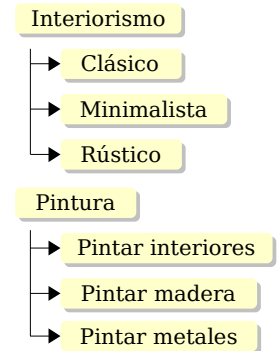 Interiorismo
Clásico
Minimalista
Rústico
Pintura
Pintar interiores
Pintar madera
Pintar metales